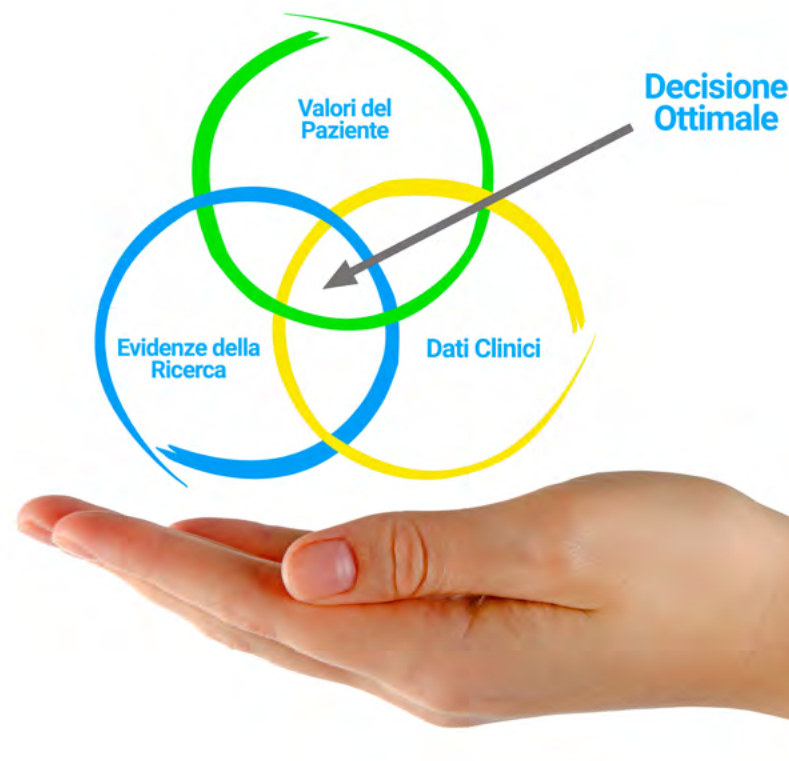 Valori del
Paziente
Decisione
Ottimale
Evidenze della
Ricerca
Dati Clinici